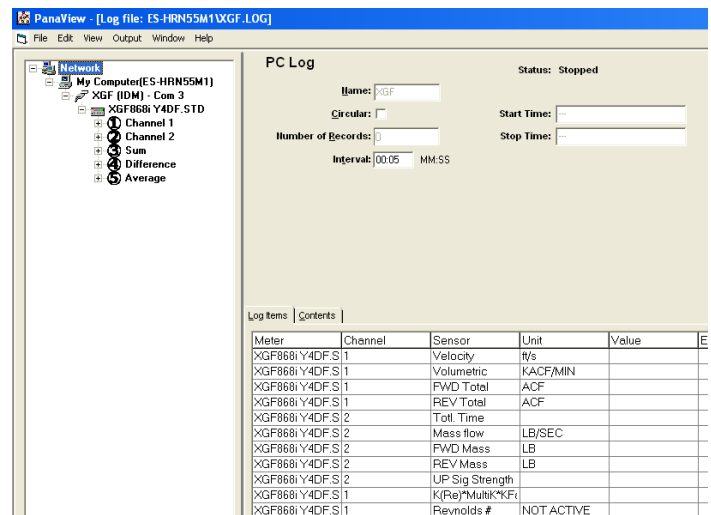 PanaView - [Log file: ES-HRN55M1\XGF.LOG]
File Edit View Output Window Help
Network
My Computer(ES-HRN55M1)
XGF (IDM) - Com 3
XGF868i Y4DF.STD
1 Channel 1
2 Channel 2
3 Sum
4 Difference
5 Average
PC Log
Status: Stopped
Name: XGF
Circular:
Start Time: ---
Number of Records: 0
Stop Time: ---
Interval: 00:05 MM:SS
Log Items Contents
Meter Channel Sensor Unit Value E
XGF868i Y4DF.S 1 Velocity ft/s
XGF868i Y4DF.S 1 Volumetric KACF/MIN
XGF868i Y4DF.S 1 FWD Total ACF
XGF868i Y4DF.S 1 REV Total ACF
XGF868i Y4DF.S 2 Totl. Time
XGF868i Y4DF.S 2 Mass flow LB/SEC
XGF868i Y4DF.S 2 FWD Mass LB
XGF868i Y4DF.S 2 REV Mass LB
XGF868i Y4DF.S 2 UP Sig Strength
XGF868i Y4DF.S 1 K(Re)*MultiK*KFa
XGF868i Y4DF.S 1 Reynolds # NOT ACTIVE